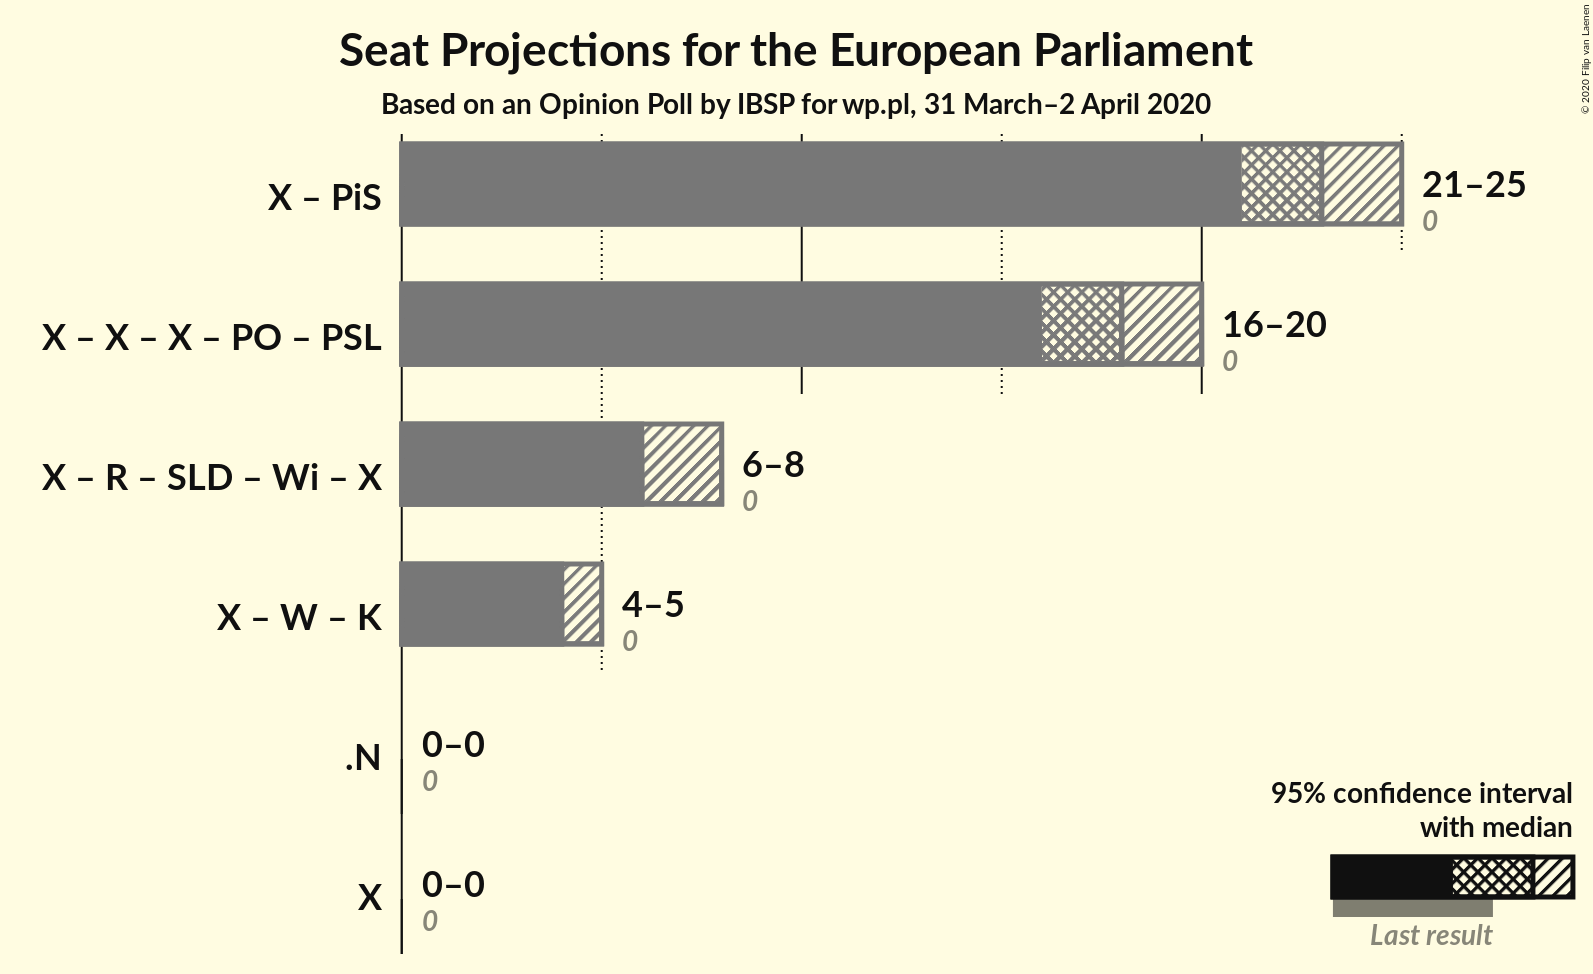 Seat Projections for the European Parliament
Based on an Opinion Poll by IBSP for wp.pl, 31 March–2 April 2020
© 2020 Filip van Laenen
X – PiS
21–25
0
X – X – X – PO – PSL
16–20
0
X – R – SLD – Wi – X
6–8
0
X – W – K
4–5
0
.N
0–0
0
X
0–0
0
95% confidence interval
with median
Last result